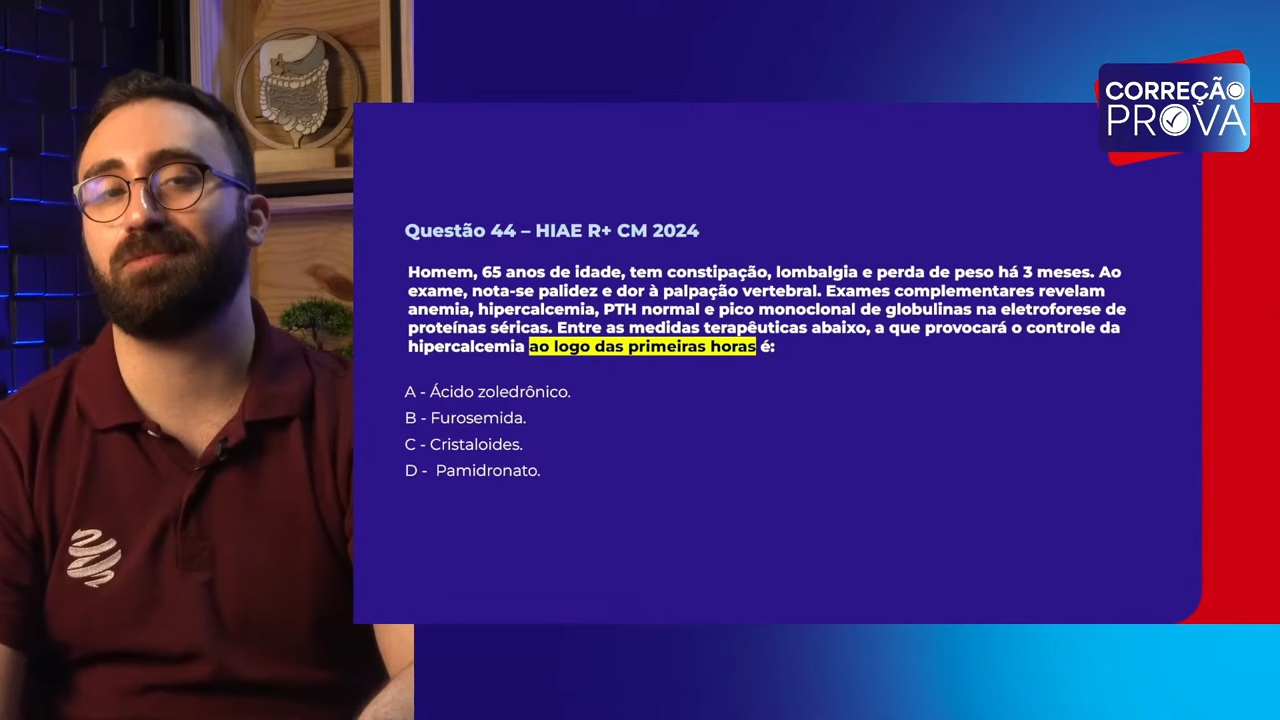 CORREÇÃO
PROVA
Questão 44 – HIAE R+ CM 2024
Homem, 65 anos de idade, tem constipação, lombalgia e perda de peso há 3 meses. Ao
exame, nota-se palidez e dor à palpação vertebral. Exames complementares revelam
anemia, hipercalcemia, PTH normal e pico monoclonal de globulinas na eletroforese de
proteínas séricas. Entre as medidas terapêuticas abaixo, a que provocará o controle da
hipercalcemia ao logo das primeiras horas é:
A - Ácido zoledrônico.
B - Furosemida.
C - Cristaloides.
D - Pamidronato.